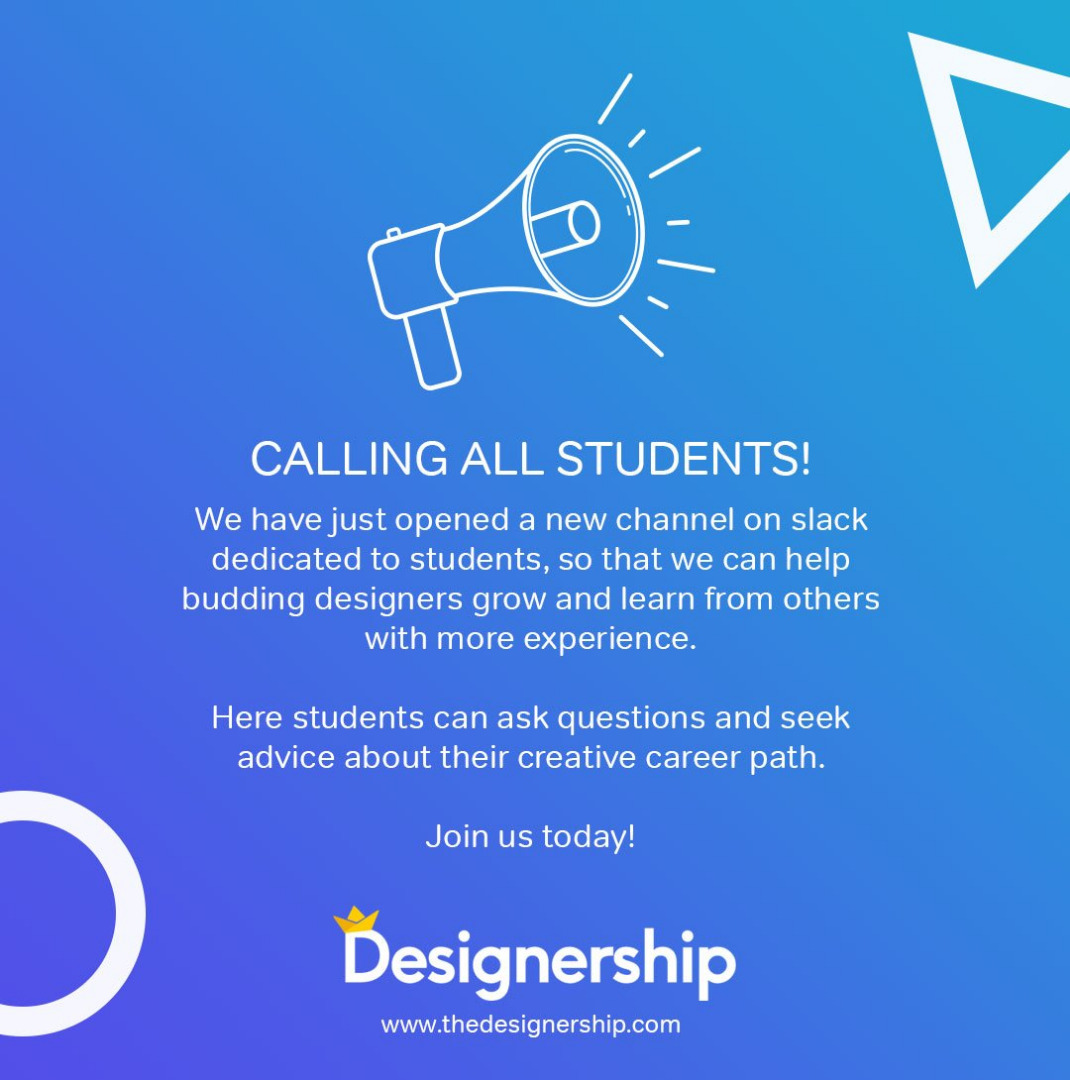 CALLING ALL STUDENTS!
We have just opened a new channel on slack
dedicated to students, so that we can help
budding designers grow and learn from others
with more experience.
Here students can ask questions and seek
advice about their creative career path.
Join us today!
Designership
www.thedesignership.com